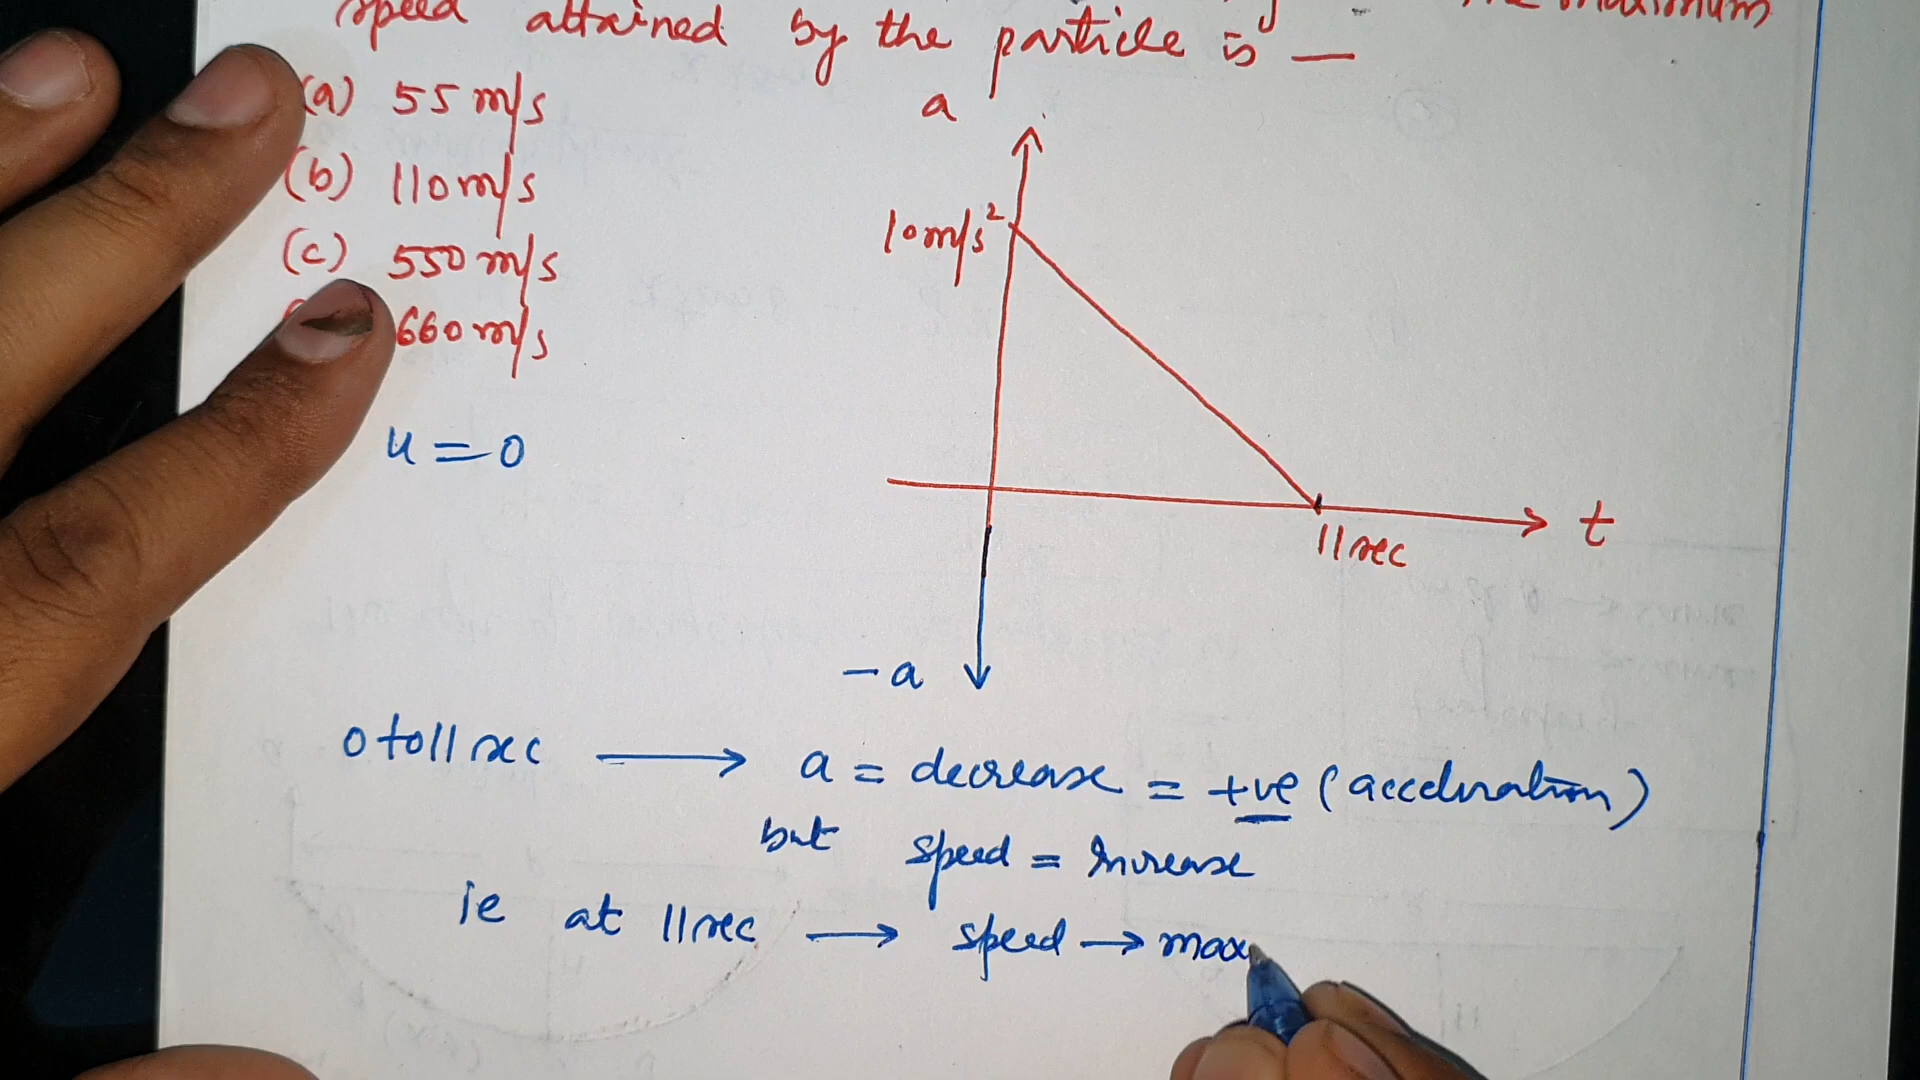 speed attained by the particle is —
(a) 55 m/s
(b) 110 m/s
(c) 550 m/s
660 m/s
a
10 m/s²
t
11 sec
-a
u = 0
0 to 11 sec → a = decrease = +ve (acceleration)
but speed = Increase
ie at 11 sec → speed → max